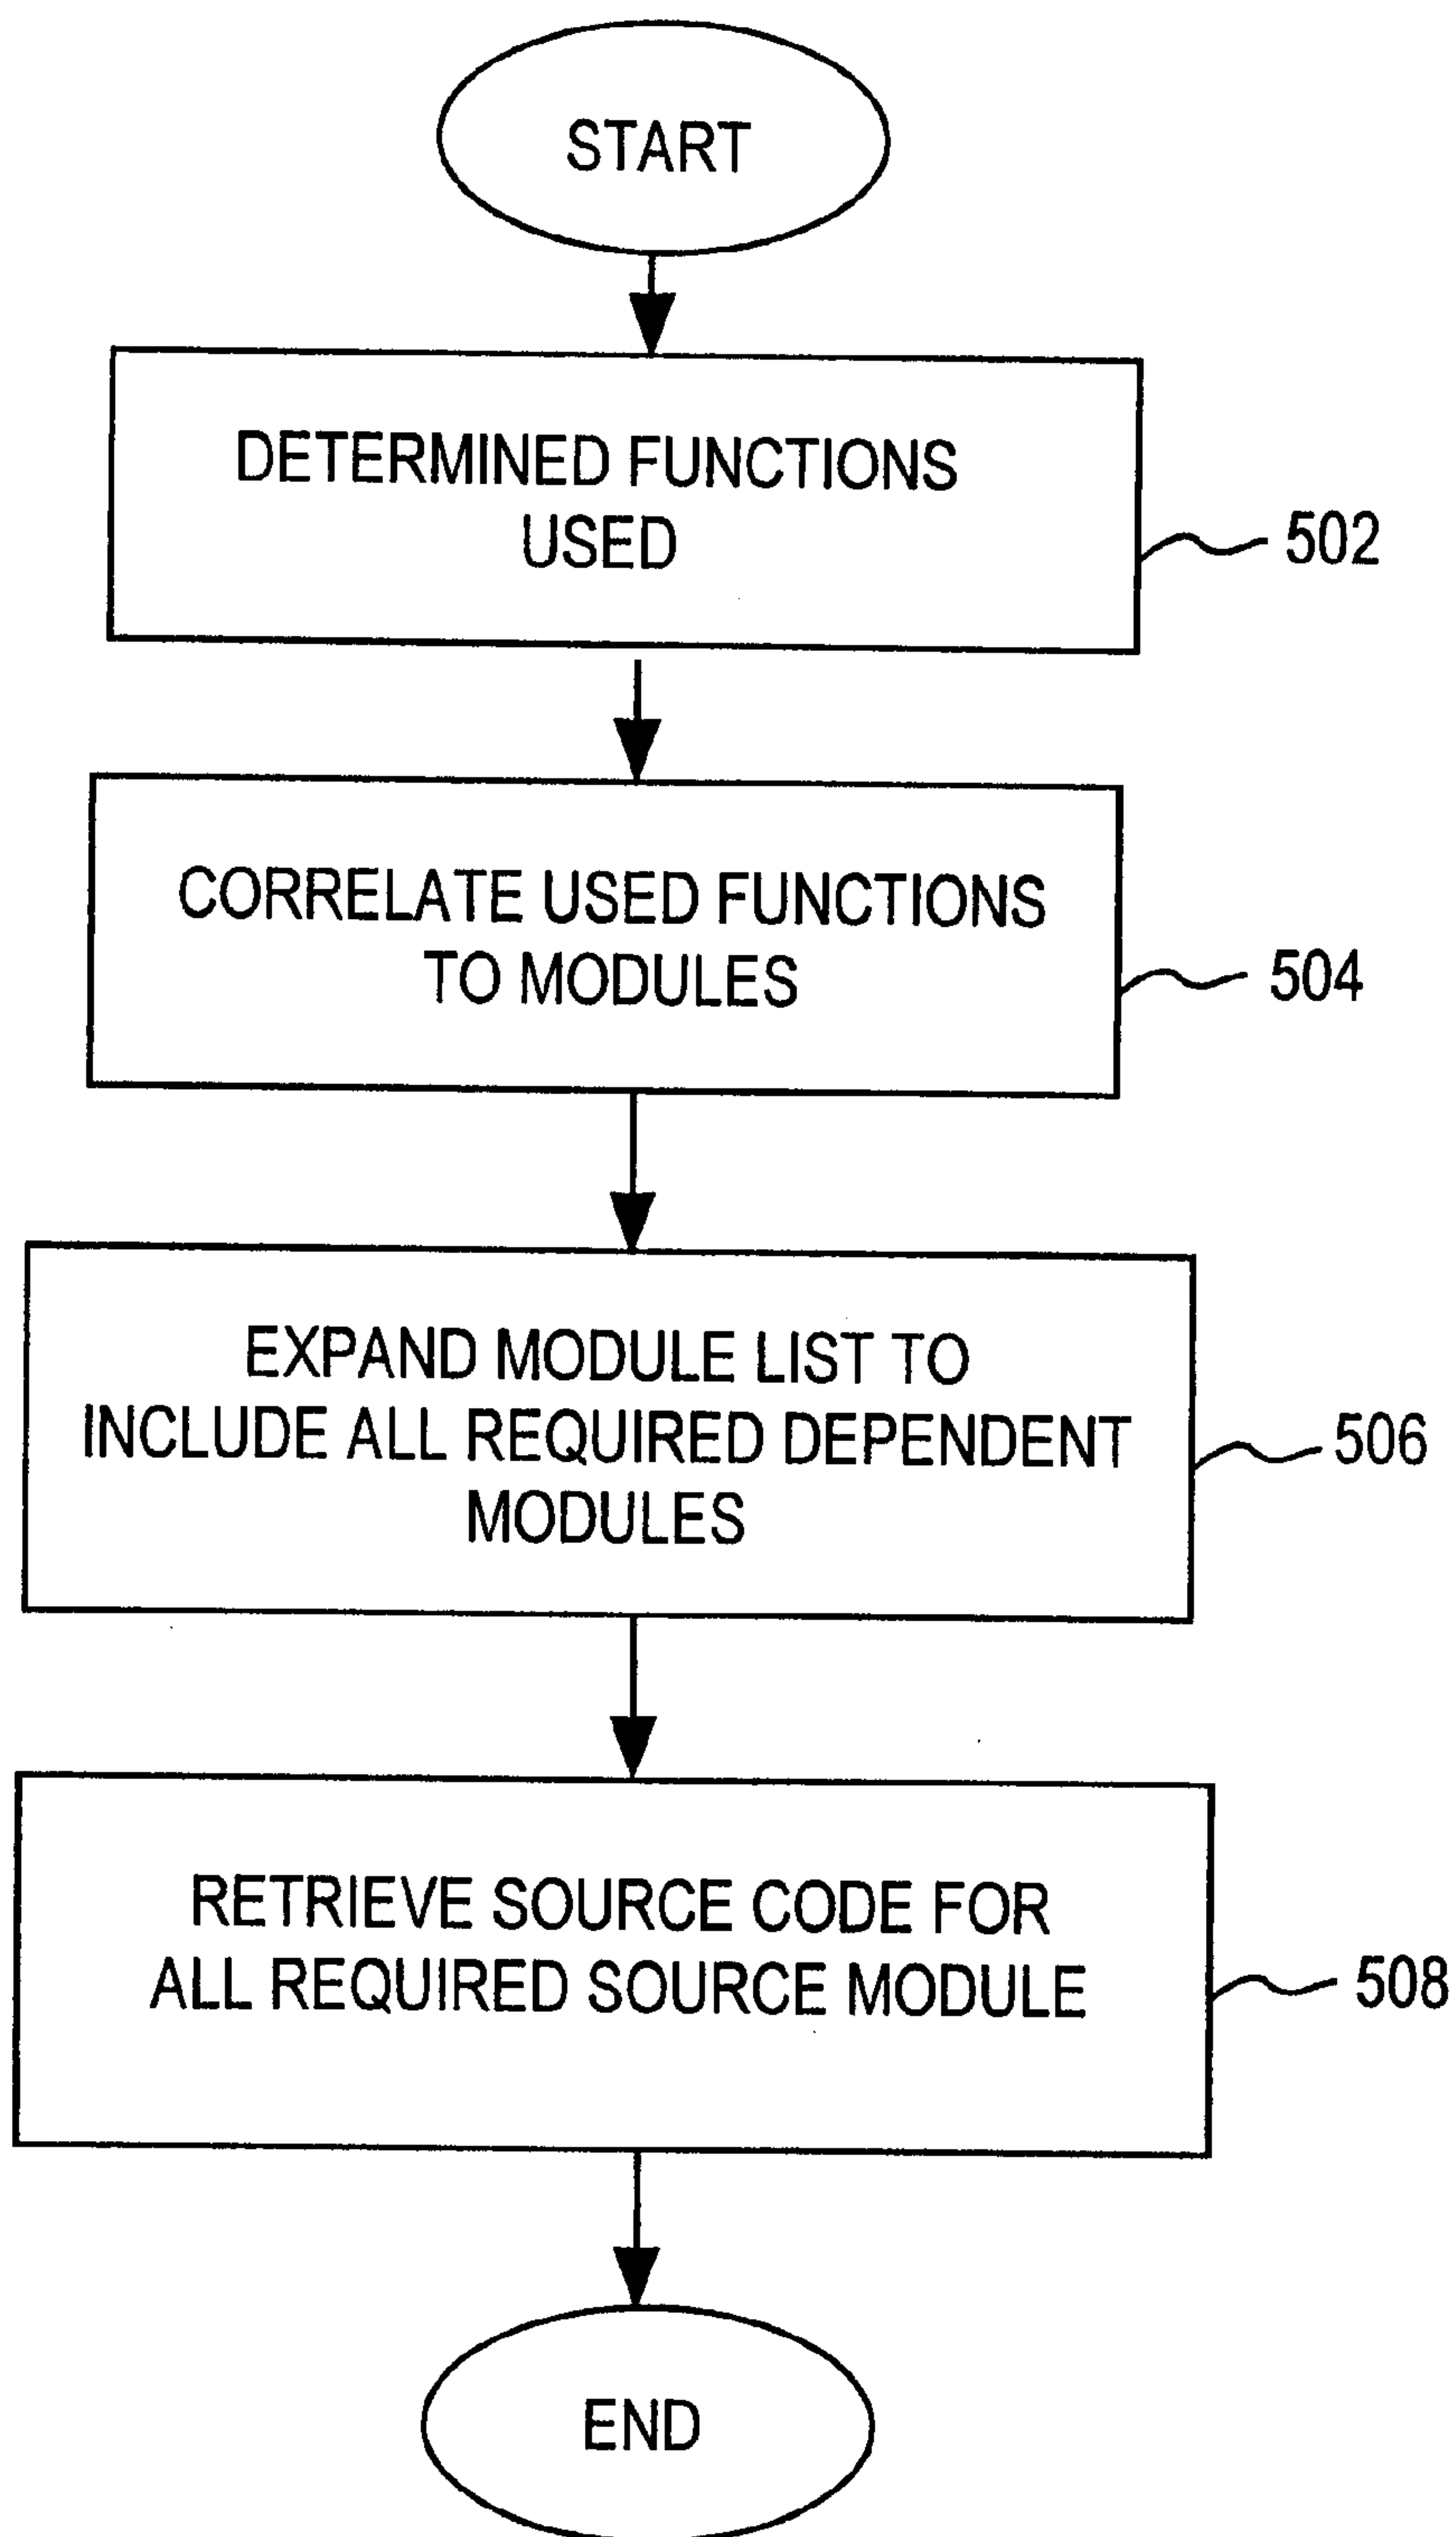 START
DETERMINED FUNCTIONS
USED
502
CORRELATE USED FUNCTIONS
TO MODULES
504
EXPAND MODULE LIST TO
INCLUDE ALL REQUIRED DEPENDENT
MODULES
506
RETRIEVE SOURCE CODE FOR
ALL REQUIRED SOURCE MODULE
508
END